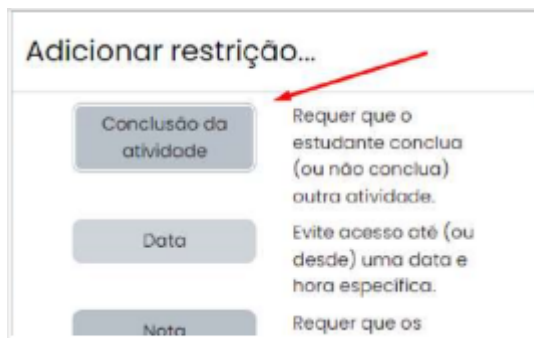 Adicionar restrição...
Conclusão da
atividade
Requer que o
estudante conclua
(ou não conclua)
outra atividade.
Data
Evite acesso até (ou
desde) uma data e
hora específica.
Nota
Requer que os